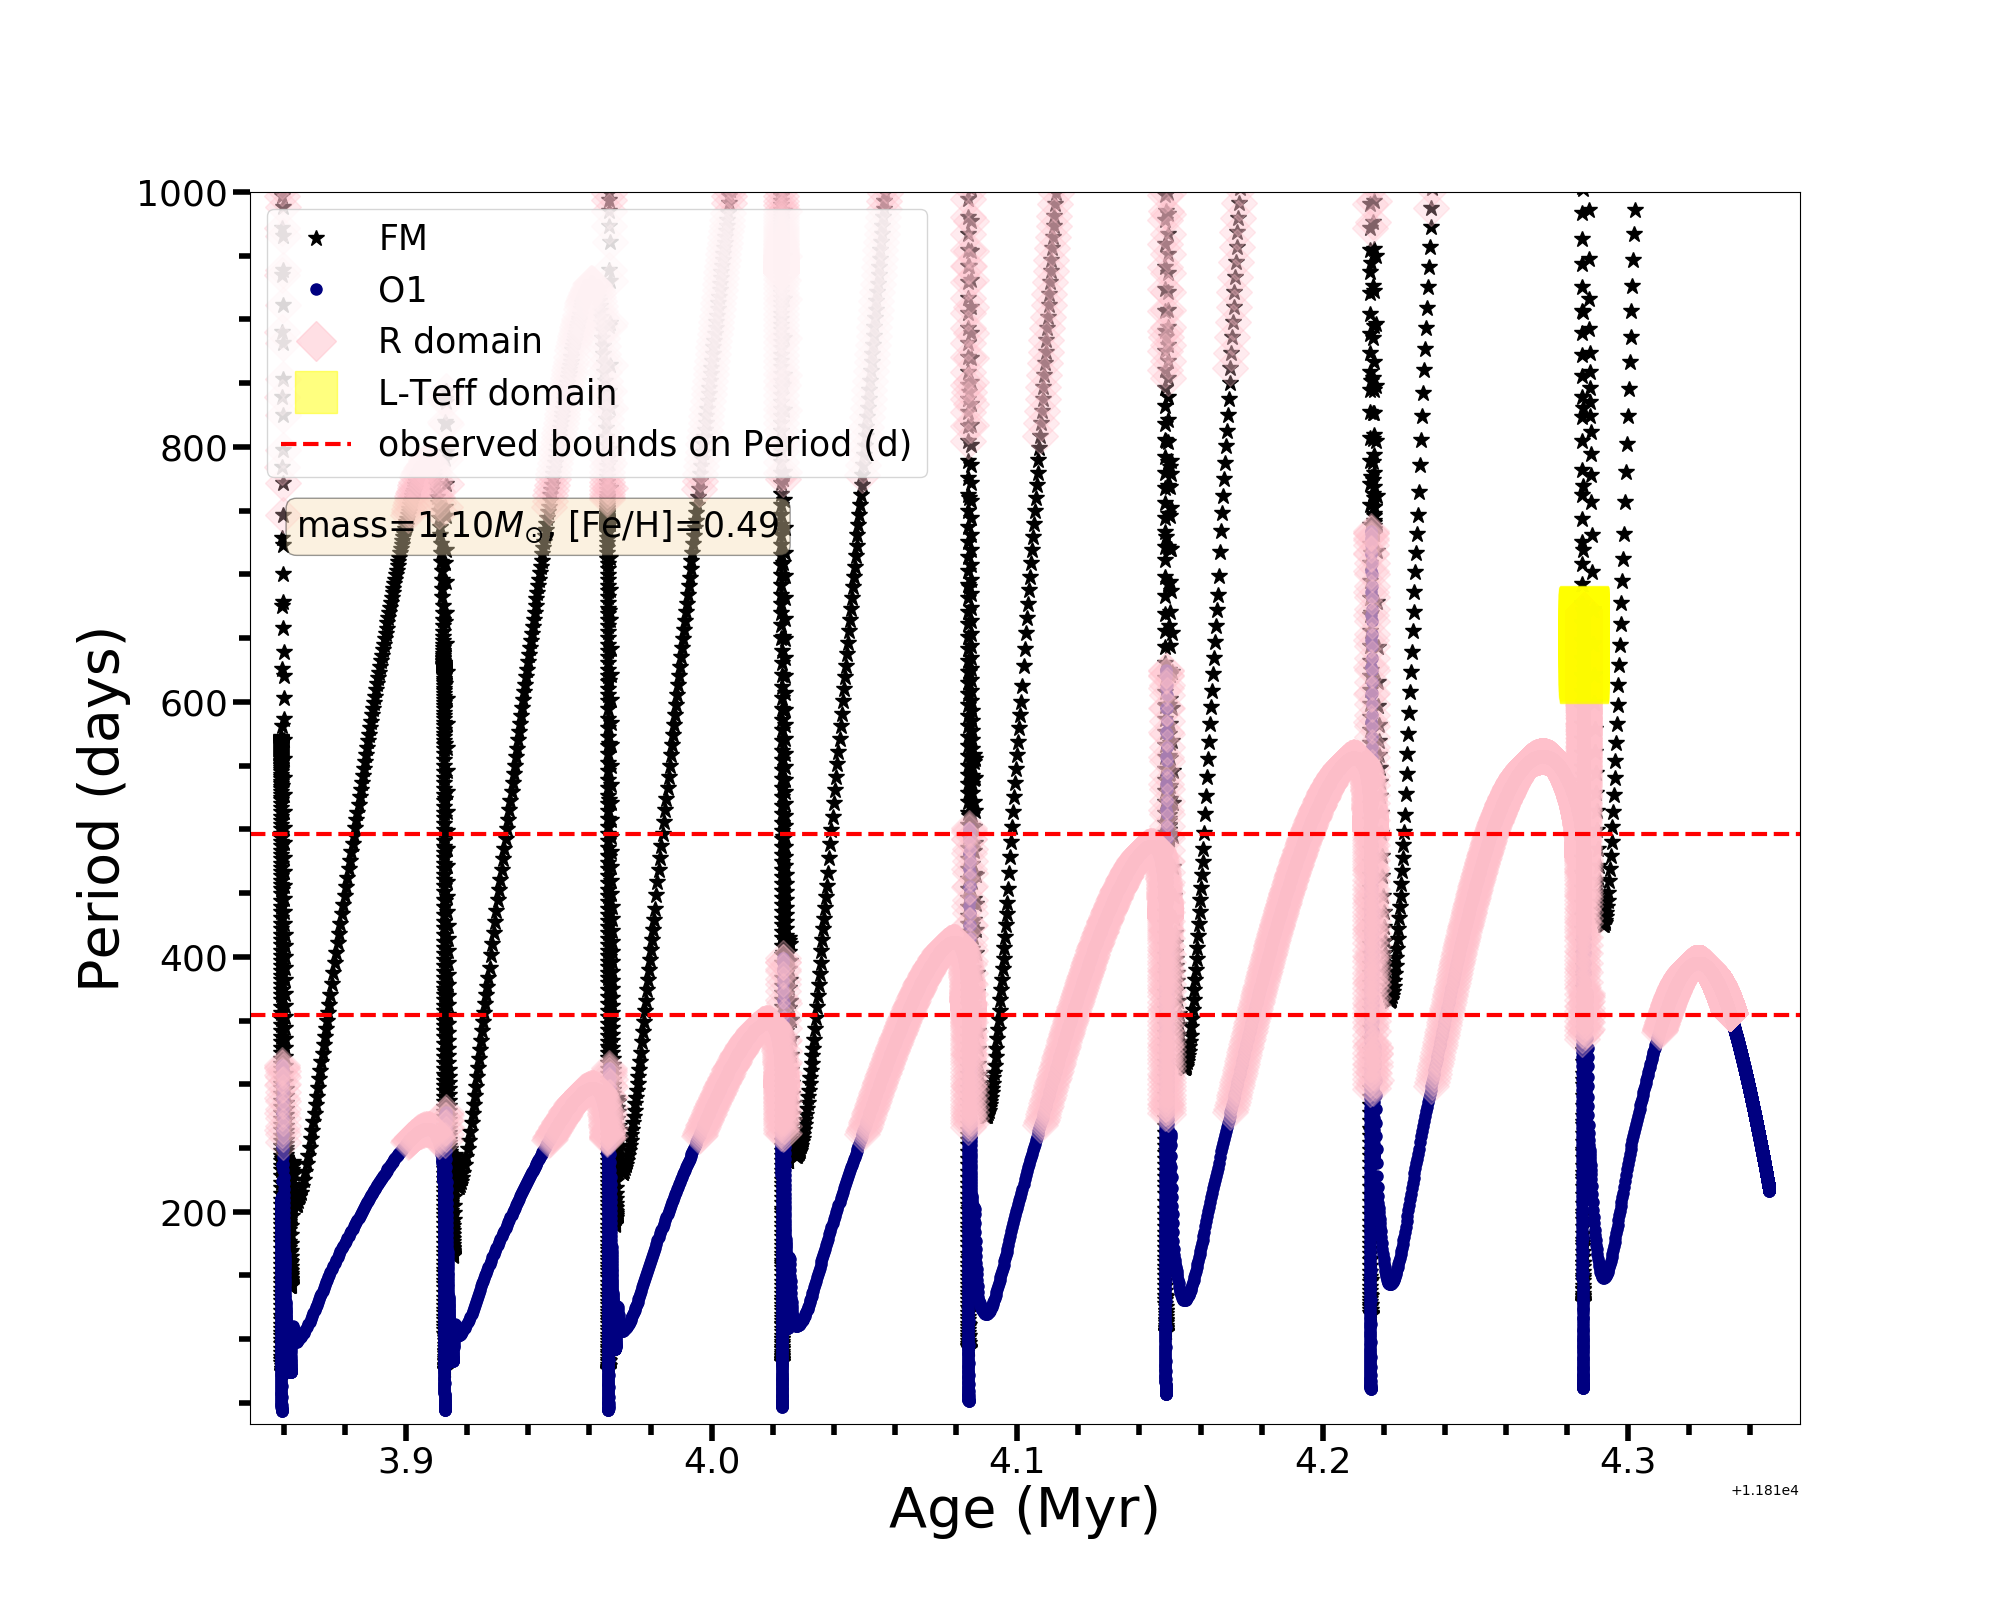 1000
800
600
400
200
Period (days)
FM
O1
R domain
L-Teff domain
observed bounds on Period (d)
mass=1.10M☉, [Fe/H]=0.49
3.9 4.0 4.1 4.2 4.3
+1.181e4
Age (Myr)